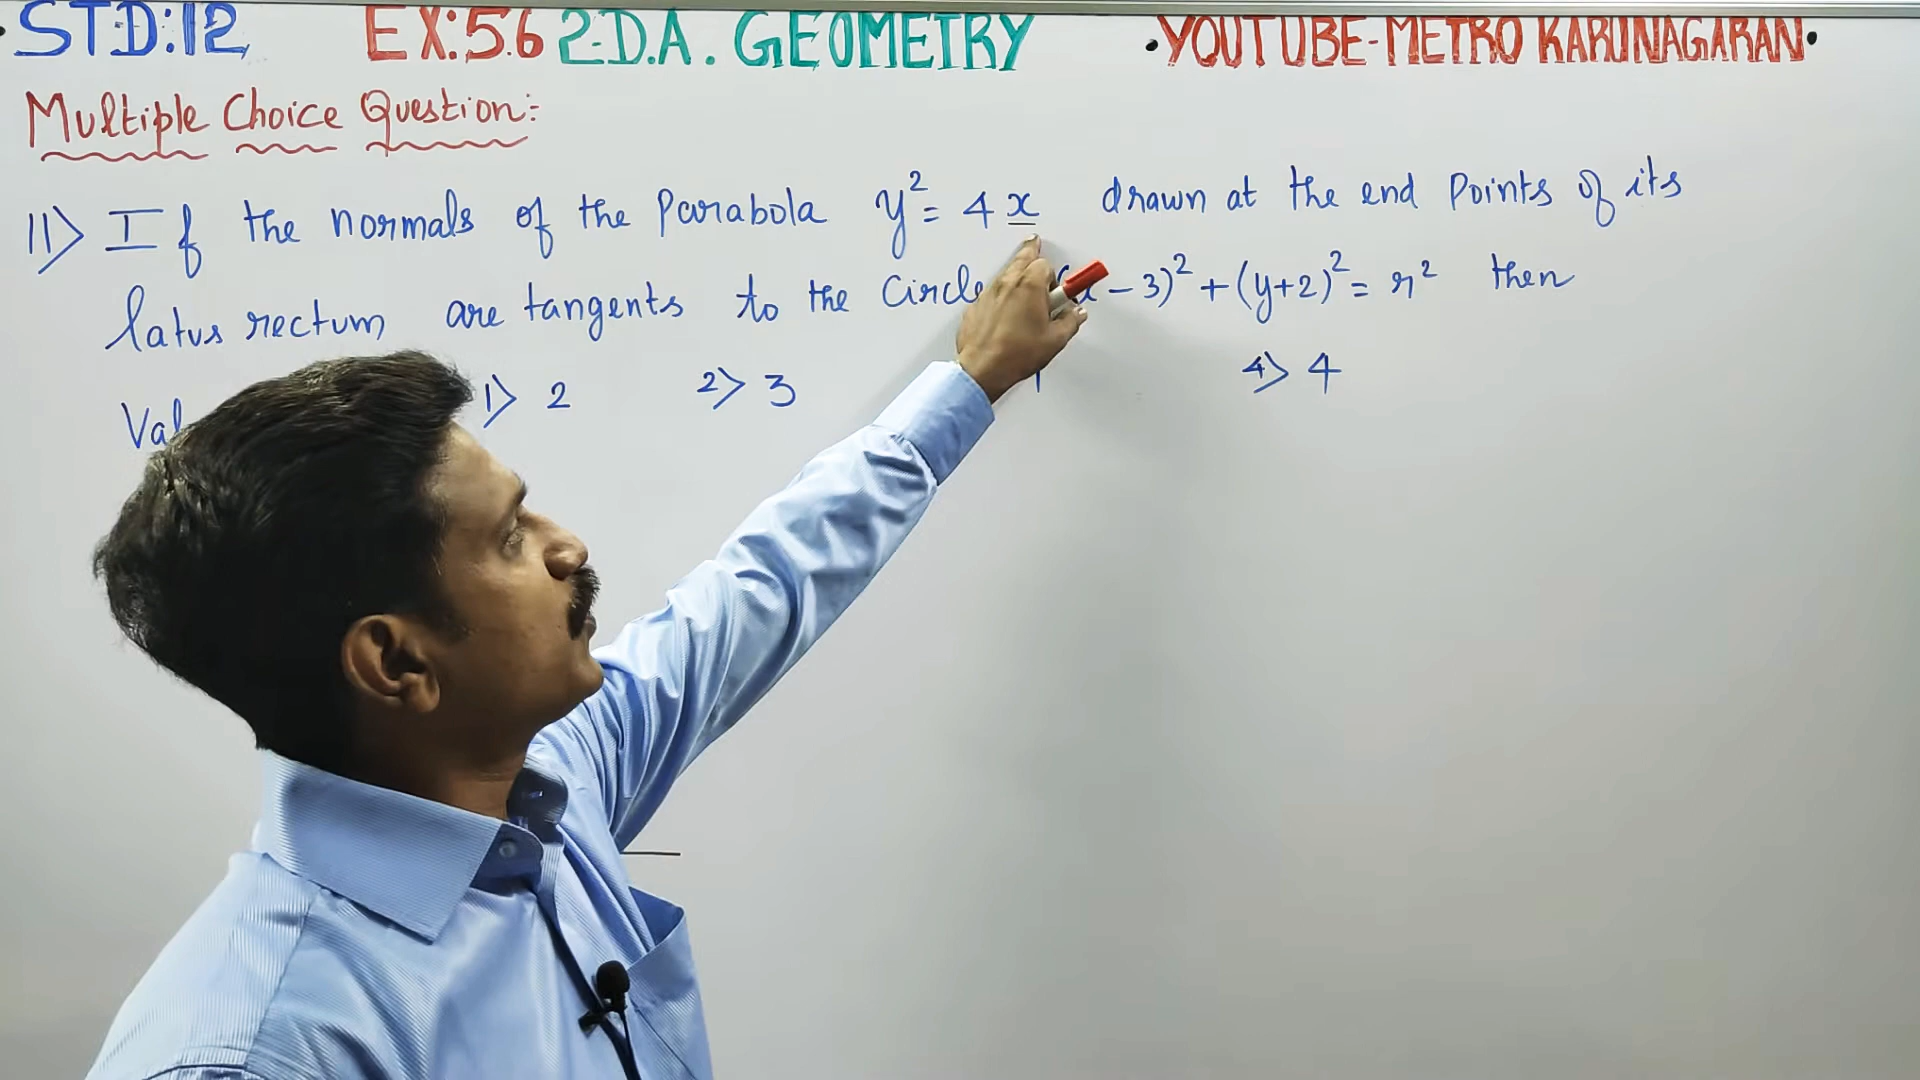 STD:12 EX:5.6 2-D.A. GEOMETRY •YOUTUBE-METRO KARUNAGARAN•
Multiple Choice Question:-
11) If the normals of the Parabola y² = 4x drawn at the end Points of its
latus rectum are tangents to the Circle -3)² + (y+2)² = r² then
1) 2 2) 3 4) 4